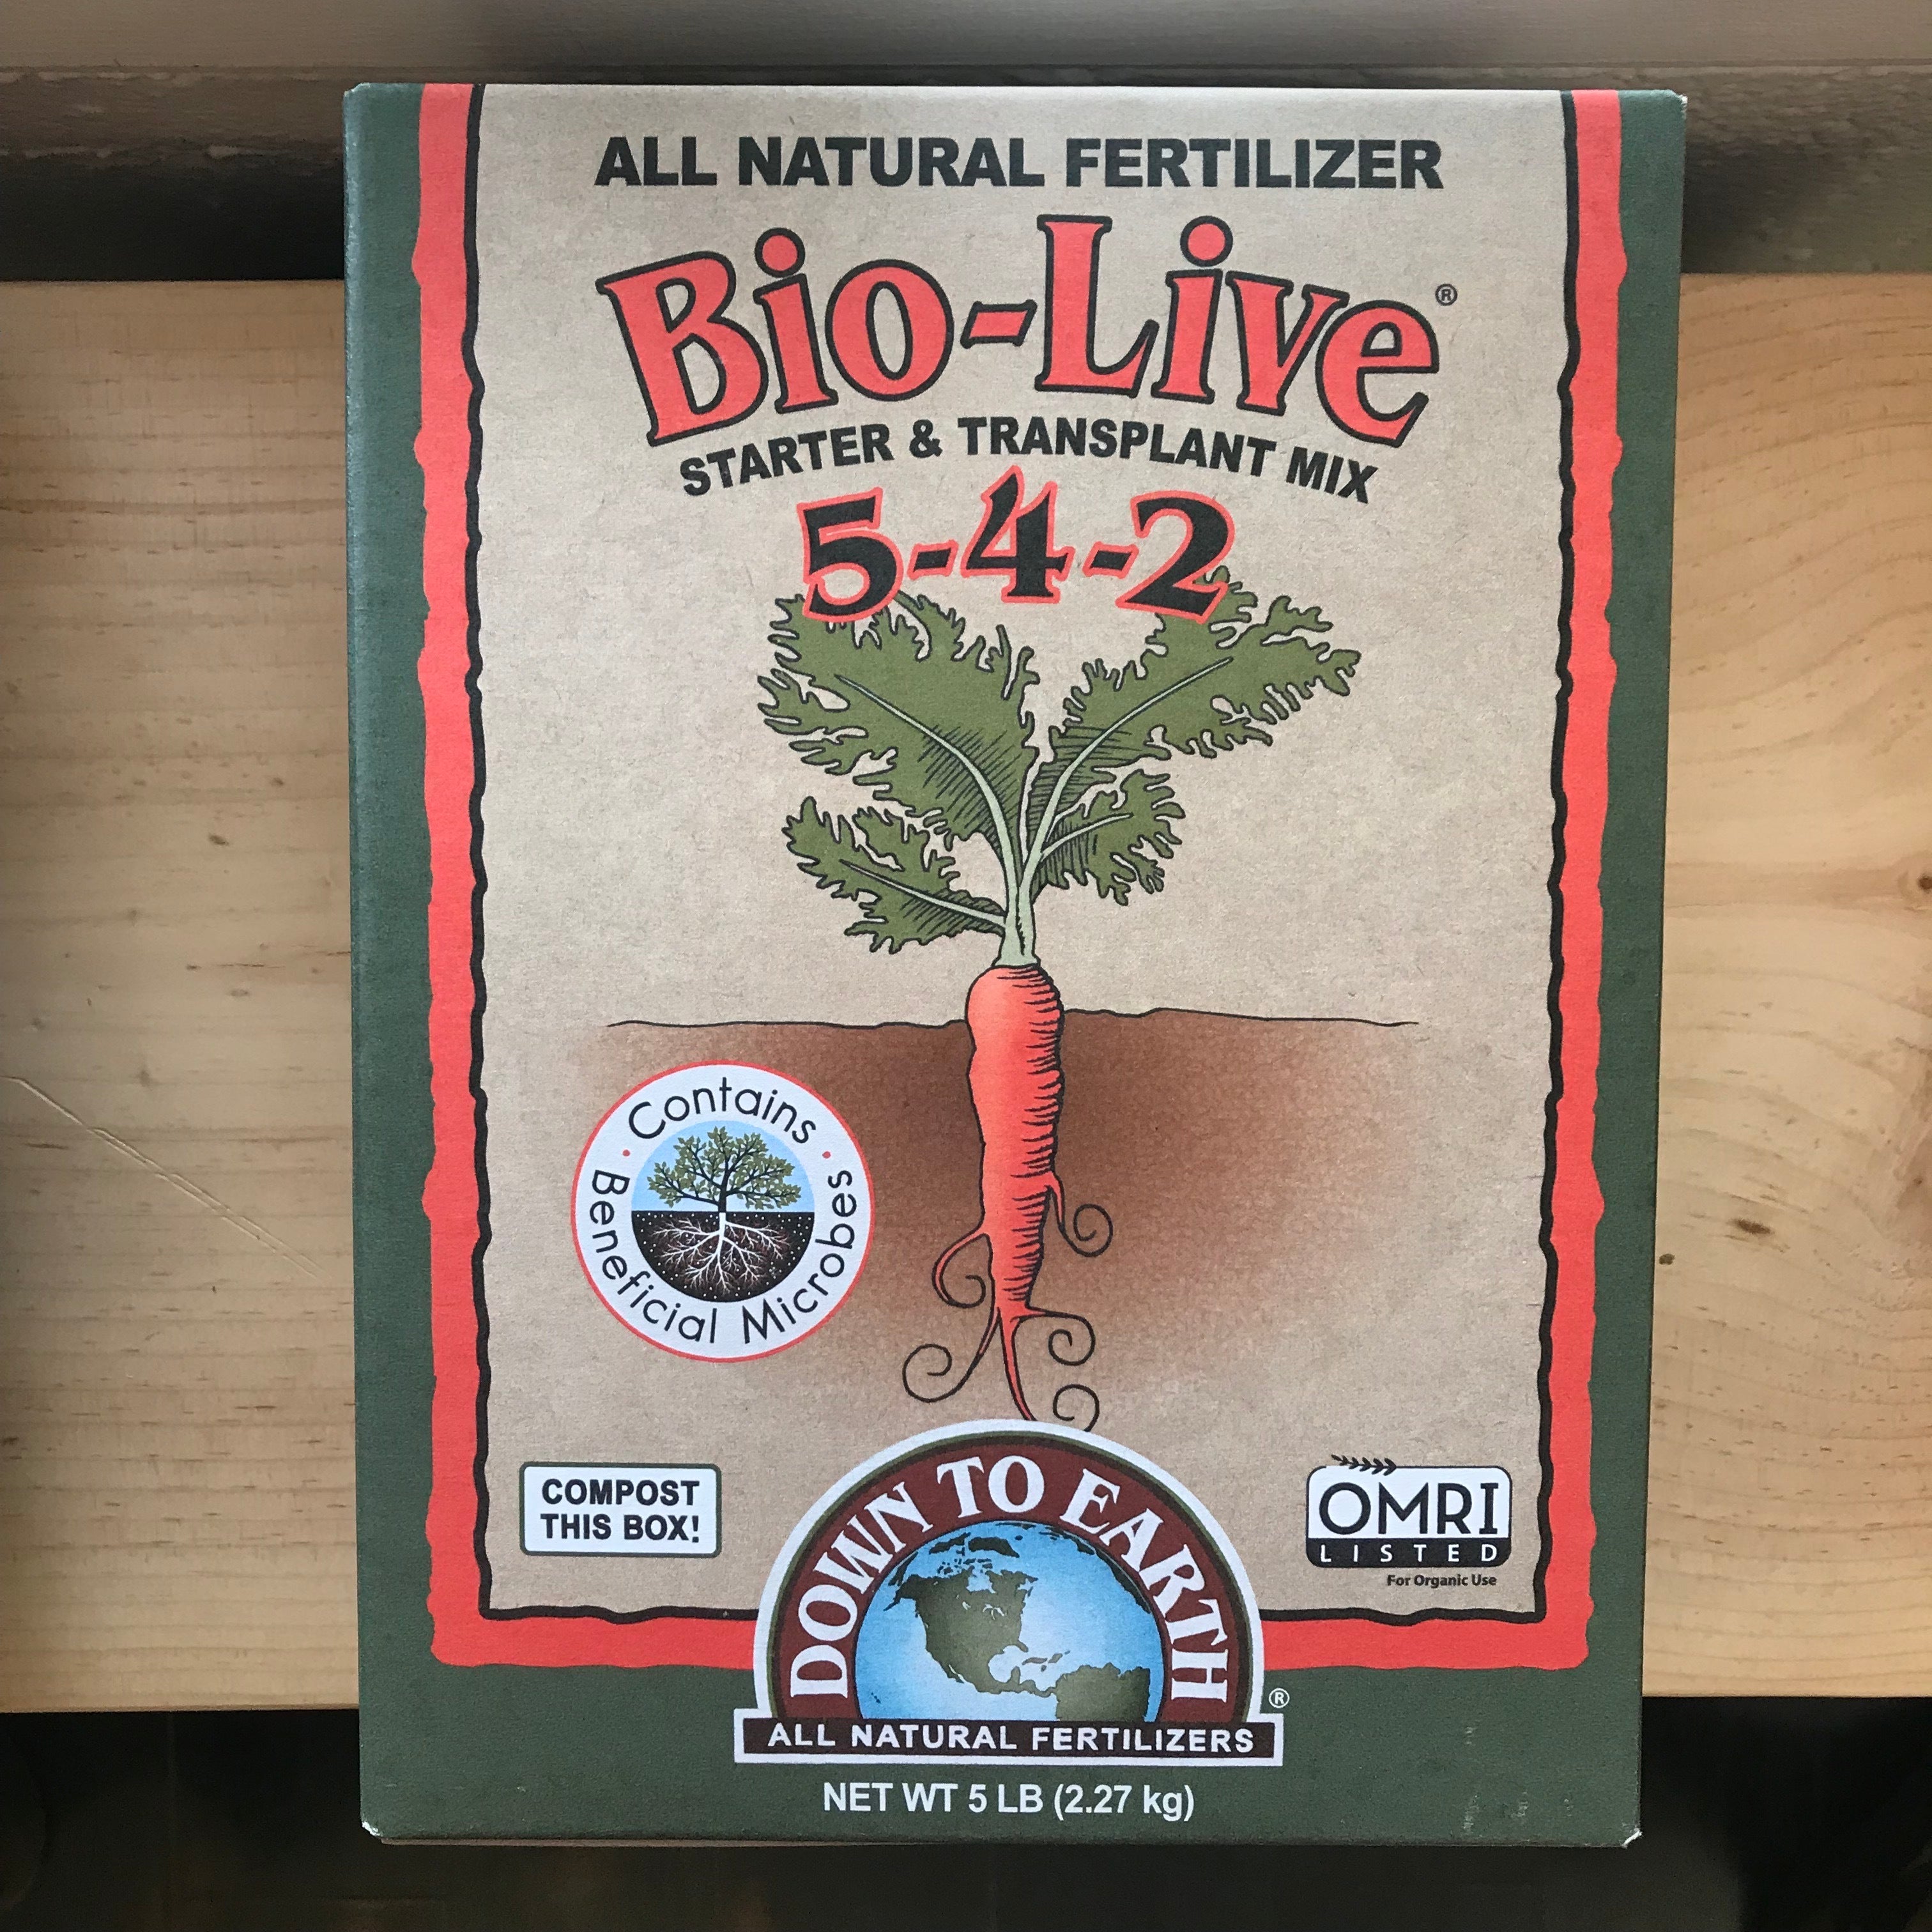 ALL NATURAL FERTILIZER
Bio-Live®
STARTER & TRANSPLANT MIX
5-4-2
Contains
Beneficial Microbes
COMPOST
THIS BOX!
OMRI
LISTED
For Organic Use
DOWN TO EARTH®
ALL NATURAL FERTILIZERS
NET WT 5 LB (2.27 kg)